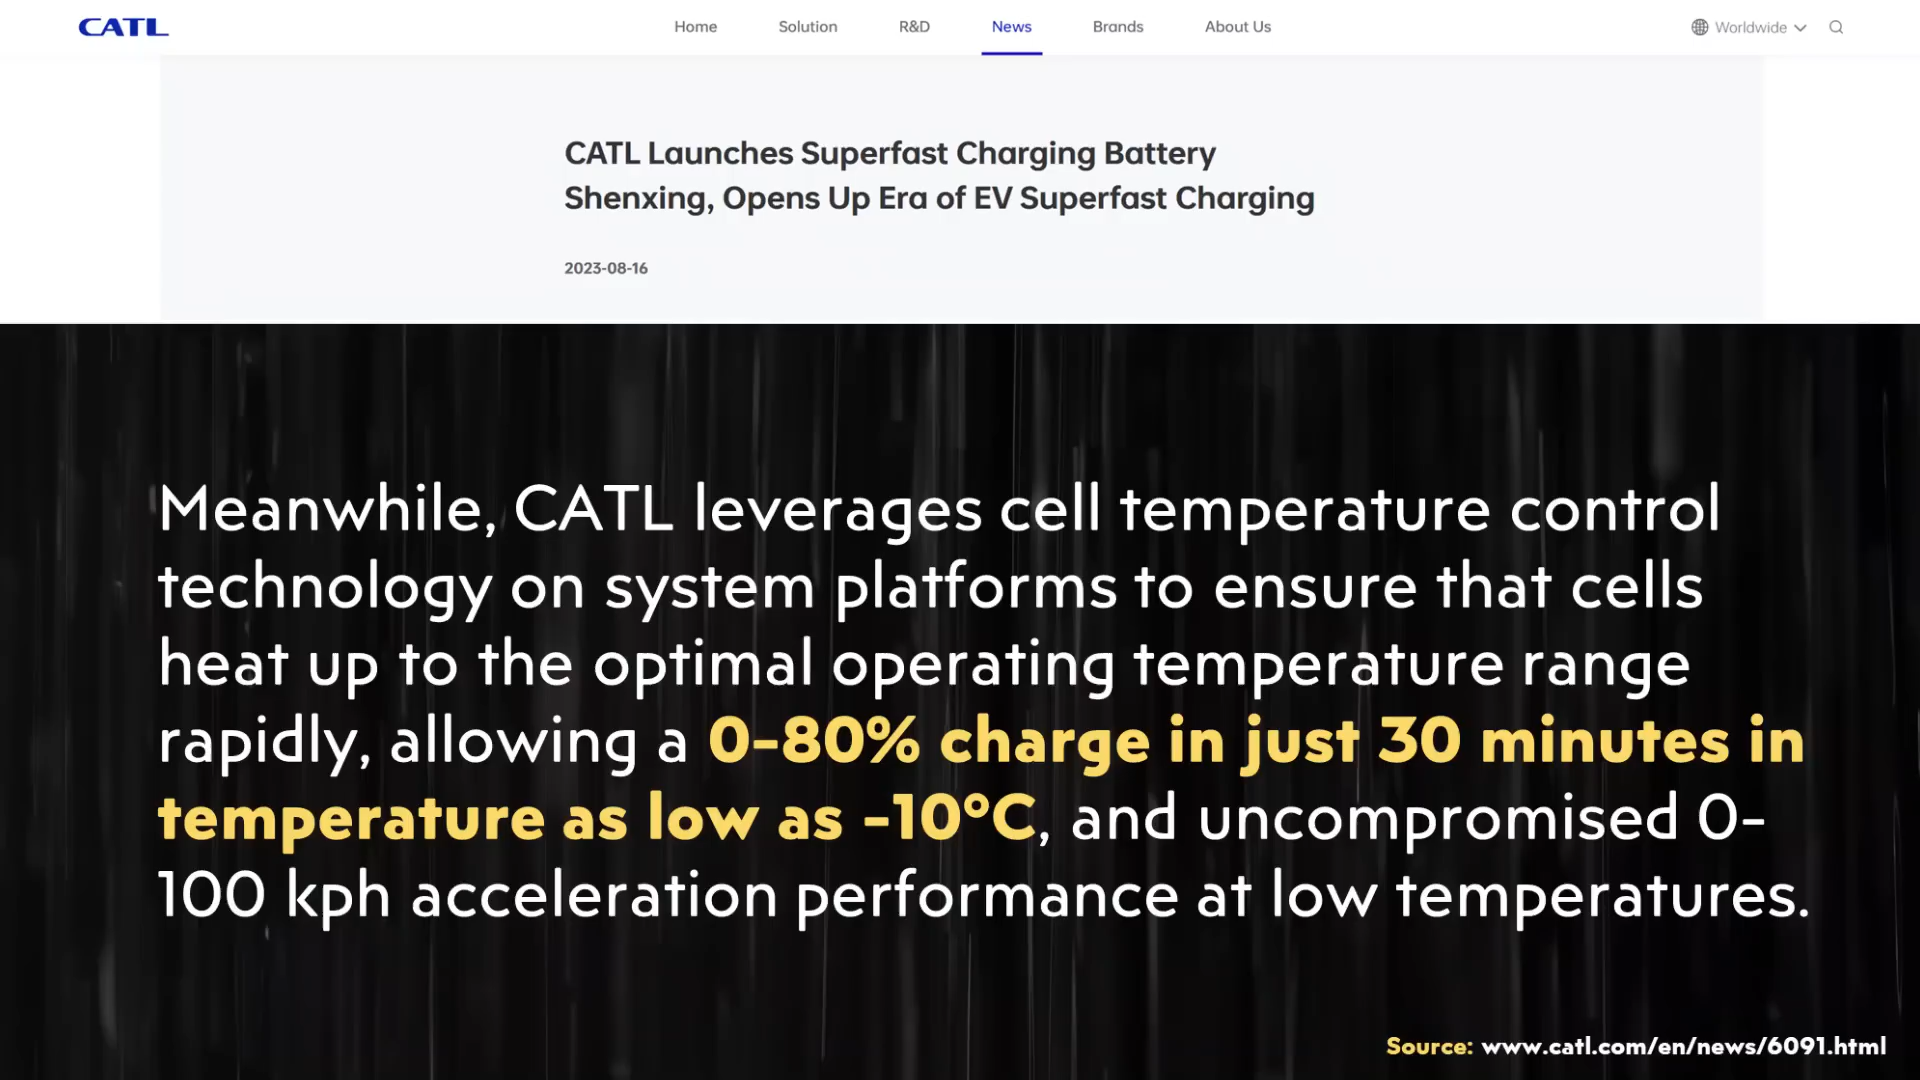 CATL
Home
Solution
R&D
News
Brands
About Us
Worldwide
CATL Launches Superfast Charging Battery
Shenxing, Opens Up Era of EV Superfast Charging
2023-08-16
Meanwhile, CATL leverages cell temperature control
technology on system platforms to ensure that cells
heat up to the optimal operating temperature range
rapidly, allowing a 0-80% charge in just 30 minutes in
temperature as low as -10°C, and uncompromised 0-
100 kph acceleration performance at low temperatures.
Source: www.catl.com/en/news/6091.html